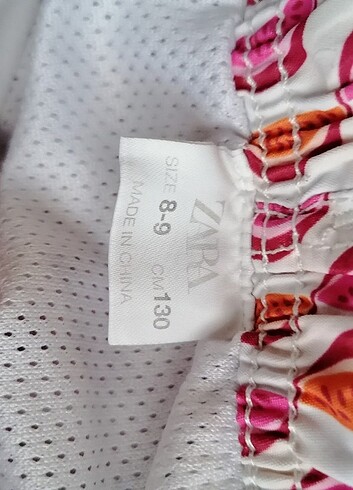 ZARA
SIZE 8-9 CM 130
MADE IN CHINA